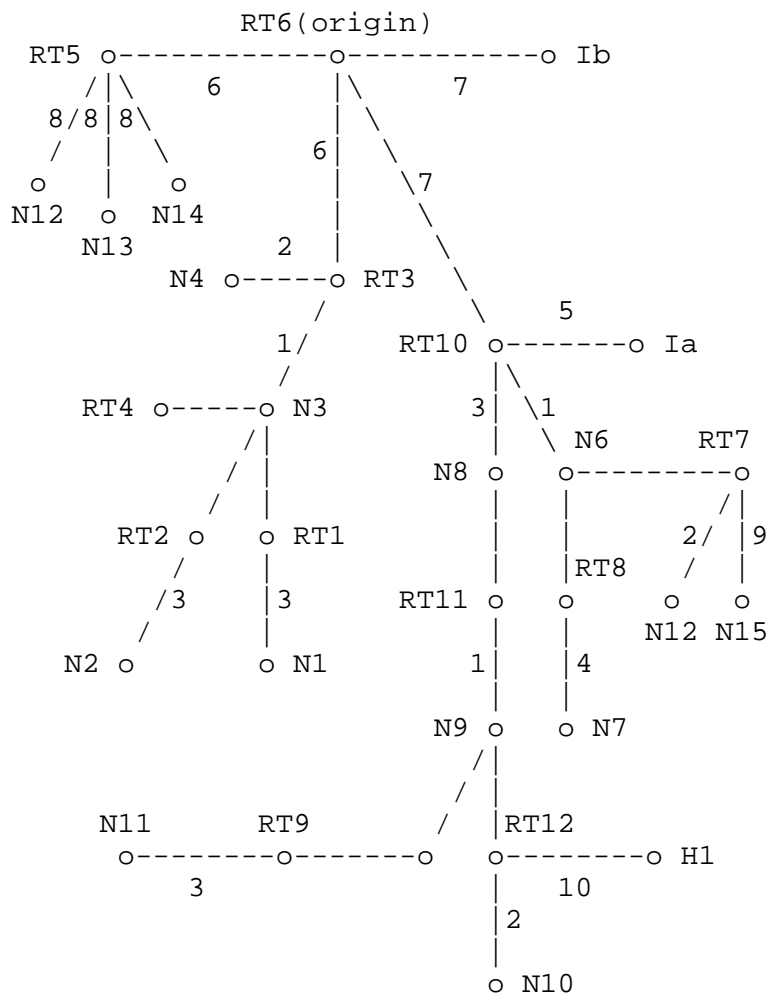 RT6(origin)
RT5 o------------o-----------o Ib
6 7
8 8 8
6
7
o o
N12 o N14
N13 2
N4 o-----o RT3
5
1 RT10 o-------o Ia
RT4 o-----o N3 3 1
N6 RT7
N8 o o--------o
RT2 o o RT1 2 9
RT8
3 3 RT11 o o o o
N12 N15
N2 o o N1 1 4
N9 o o N7
N11 RT9 RT12
o--------o-------o o--------o H1
3 10
2
o N10